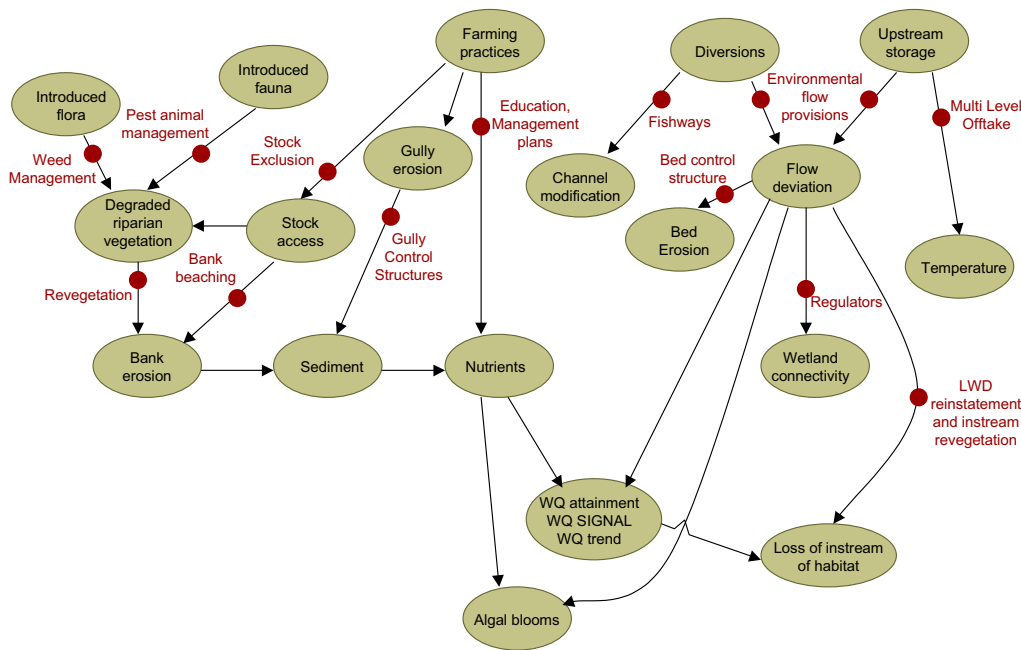 Farming
practices
Diversions
Upstream
storage
Introduced
flora
Introduced
fauna
Pest animal
management
Weed
Management
Stock
Exclusion
Gully
erosion
Education,
Management
plans
Fishways
Environmental
flow
provisions
Multi Level
Offtake
Channel
modification
Bed control
structure
Flow
deviation
Degraded
riparian
vegetation
Stock
access
Gully
Control
Structures
Bed
Erosion
Temperature
Bank
beaching
Revegetation
Regulators
Bank
erosion
Sediment
Nutrients
Wetland
connectivity
LWD
reinstatement
and instream
revegetation
WQ attainment
WQ SIGNAL
WQ trend
Loss of instream
of habitat
Algal blooms